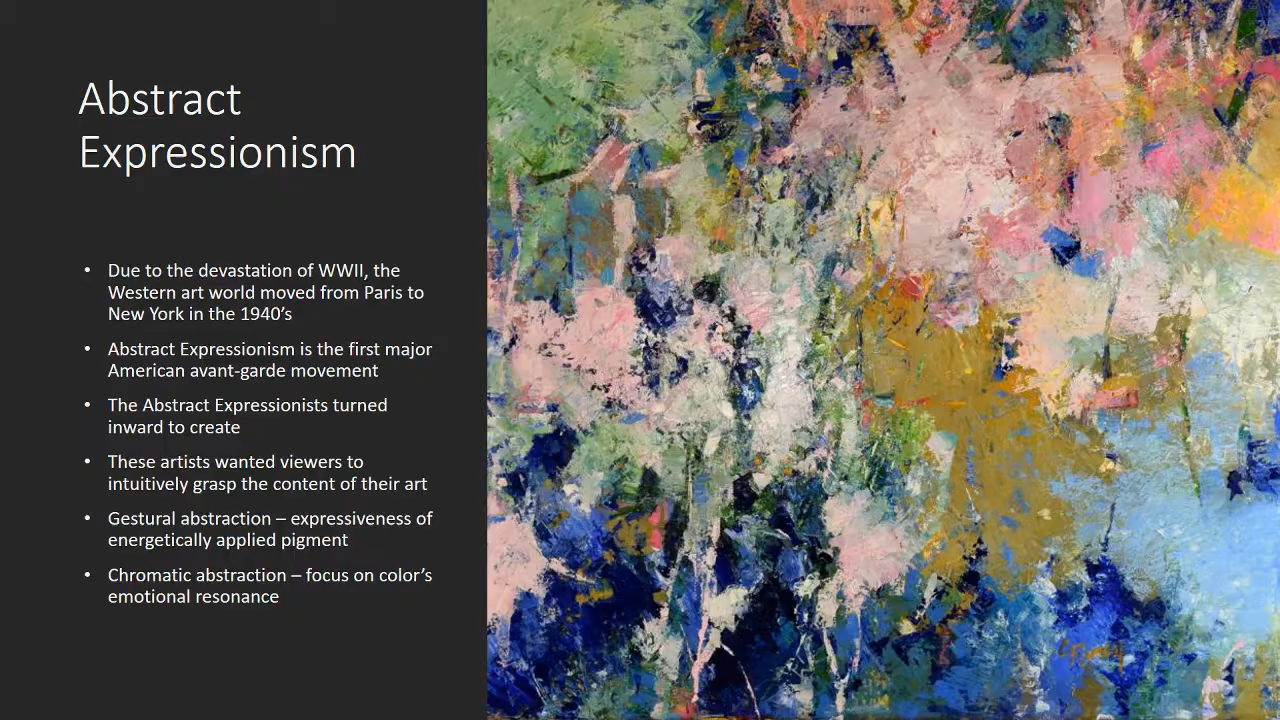 Abstract
Expressionism
• Due to the devastation of WWII, the
Western art world moved from Paris to
New York in the 1940’s
• Abstract Expressionism is the first major
American avant-garde movement
• The Abstract Expressionists turned
inward to create
• These artists wanted viewers to
intuitively grasp the content of their art
• Gestural abstraction – expressiveness of
energetically applied pigment
• Chromatic abstraction – focus on color’s
emotional resonance